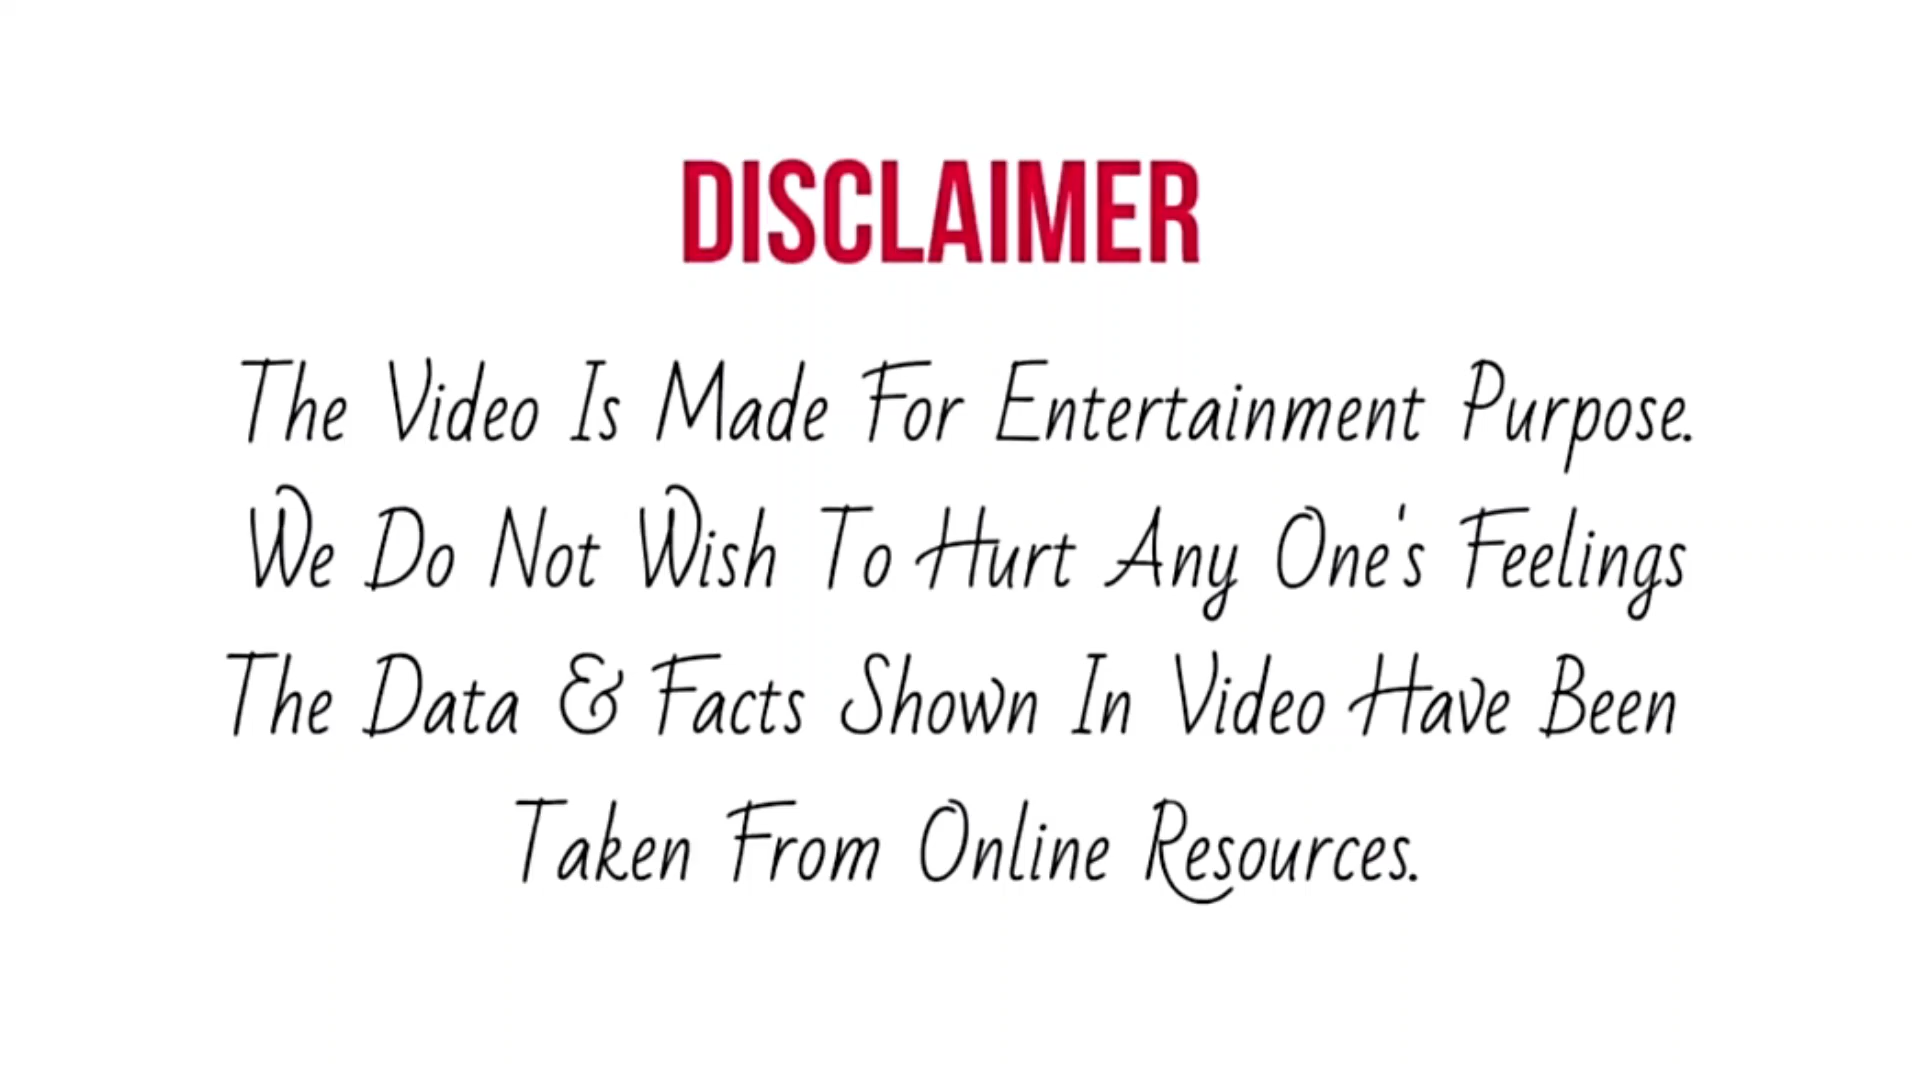 DISCLAIMER
The Video Is Made For Entertainment Purpose.
We Do Not Wish To Hurt Any One's Feelings
The Data & Facts Shown In Video Have Been
Taken From Online Resources.